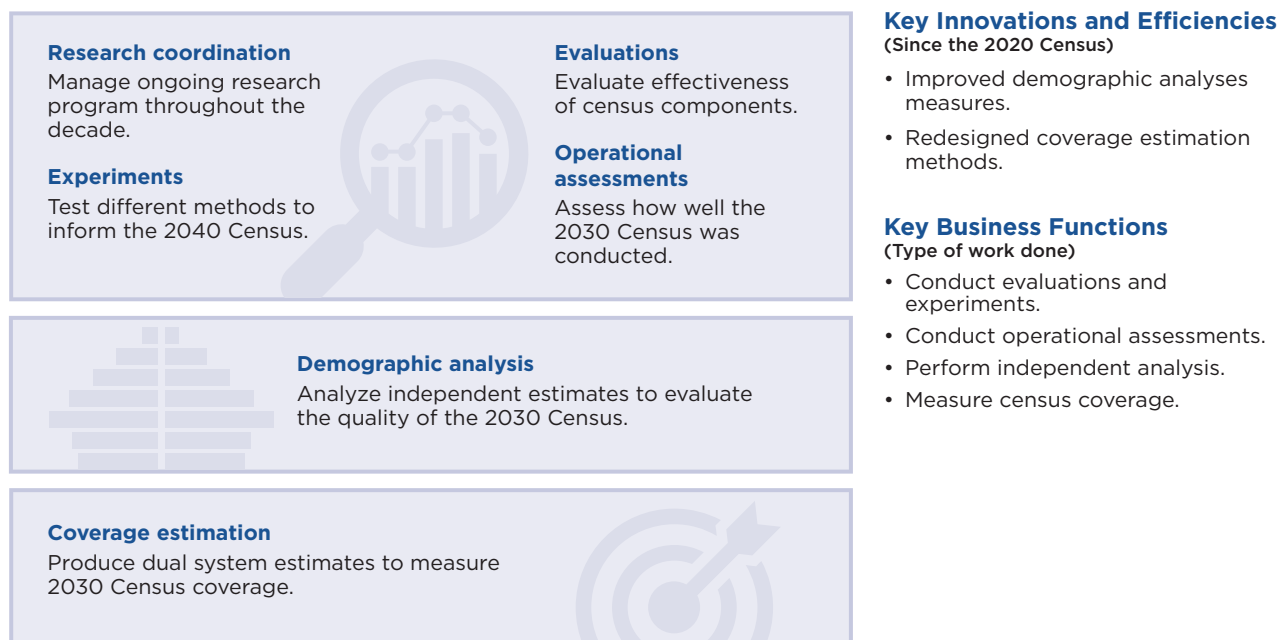 Research coordination
Manage ongoing research
program throughout the
decade.
Experiments
Test different methods to
inform the 2040 Census.
Evaluations
Evaluate effectiveness
of census components.
Operational
assessments
Assess how well the
2030 Census was
conducted.
Demographic analysis
Analyze independent estimates to evaluate
the quality of the 2030 Census.
Coverage estimation
Produce dual system estimates to measure
2030 Census coverage.
Key Innovations and Efficiencies
(Since the 2020 Census)
• Improved demographic analyses
measures.
• Redesigned coverage estimation
methods.
Key Business Functions
(Type of work done)
• Conduct evaluations and
experiments.
• Conduct operational assessments.
• Perform independent analysis.
• Measure census coverage.